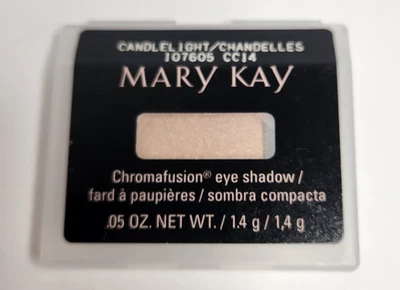 CANDLELIGHT/CHANDELLES
107605 CC14
MARY KAY
Chromafusion® eye shadow /
fard à paupières / sombra compacta
.05 OZ. NET WT. / 1.4 g / 1,4 g